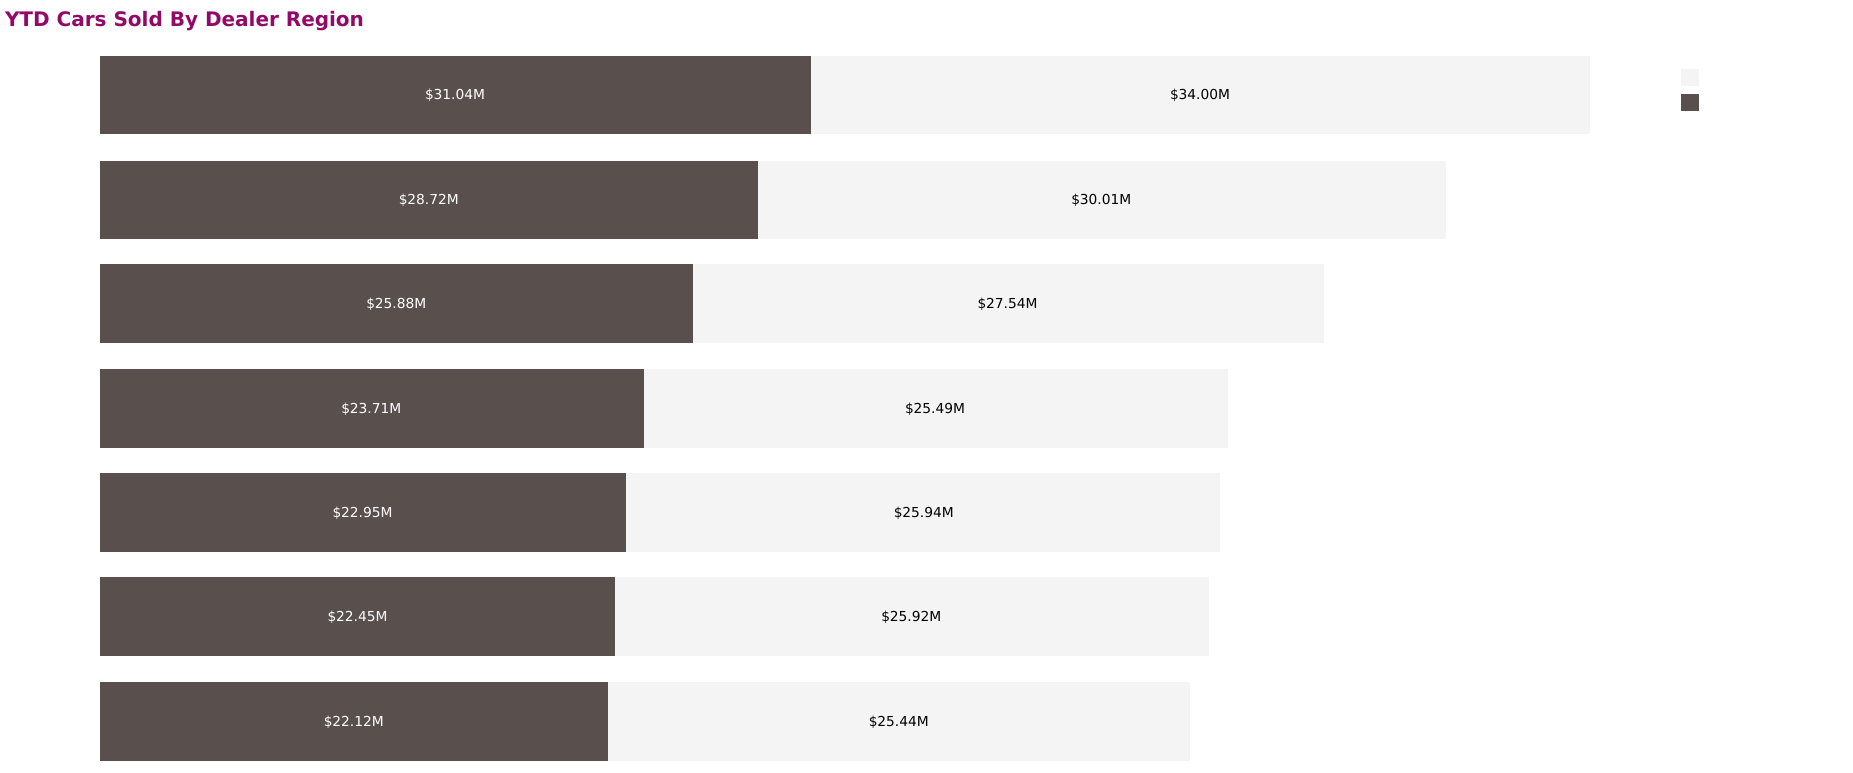 YTD Cars Sold By Dealer Region
$31.04M $34.00M
$28.72M $30.01M
$25.88M $27.54M
$23.71M $25.49M
$22.95M $25.94M
$22.45M $25.92M
$22.12M $25.44M